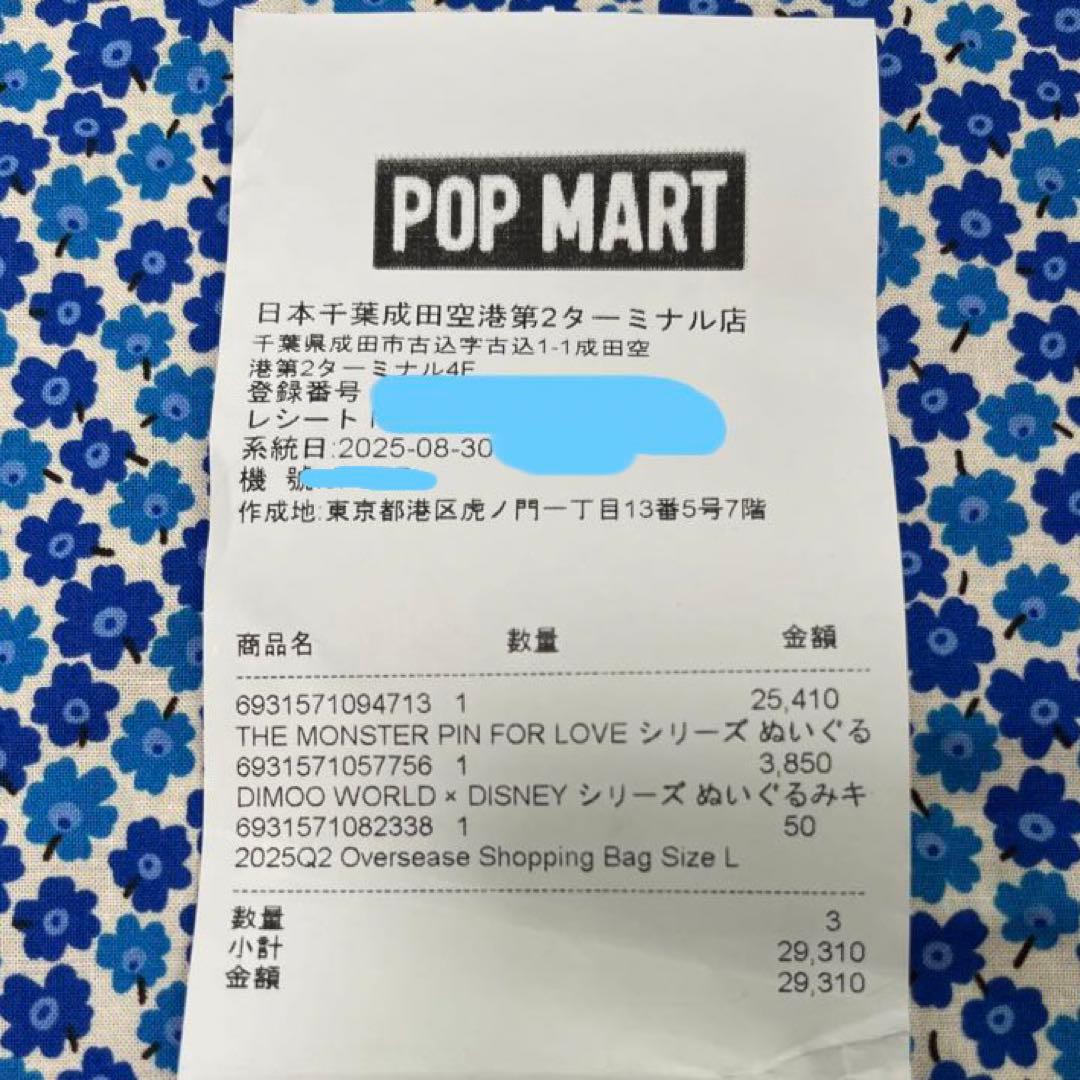 POP MART
日本千葉成田空港第2ターミナル店
千葉県成田市古込字古込1-1成田空
港第2ターミナル4F
登録番号
レシート
系統日:2025-08-30
機 號
作成地:東京都港区虎ノ門一丁目13番5号7階
商品名 數量 金額
6931571094713 1 25,410
THE MONSTER PIN FOR LOVE シリーズ ぬいぐる
6931571057756 1 3,850
DIMOO WORLD × DISNEY シリーズ ぬいぐるみキ
6931571082338 1 50
2025Q2 Oversease Shopping Bag Size L
數量 3
小計 29,310
金額 29,310